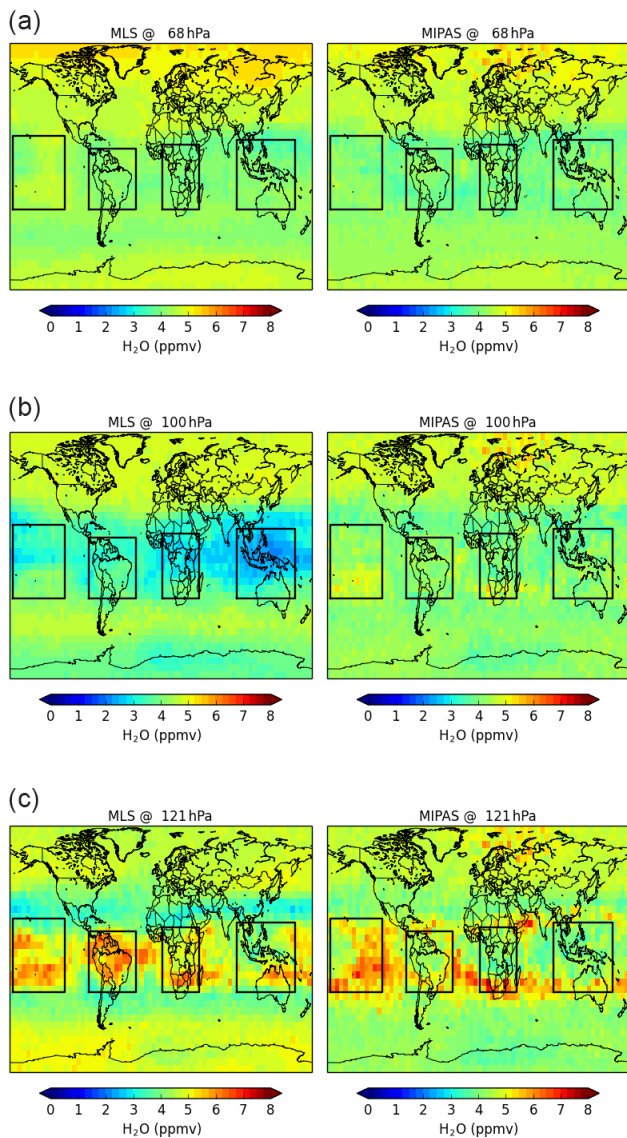 (a)
MLS @ 68 hPa MIPAS @ 68 hPa
0 1 2 3 4 5 6 7 8 0 1 2 3 4 5 6 7 8
H₂O (ppmv) H₂O (ppmv)
(b)
MLS @ 100 hPa MIPAS @ 100 hPa
0 1 2 3 4 5 6 7 8 0 1 2 3 4 5 6 7 8
H₂O (ppmv) H₂O (ppmv)
(c)
MLS @ 121 hPa MIPAS @ 121 hPa
0 1 2 3 4 5 6 7 8 0 1 2 3 4 5 6 7 8
H₂O (ppmv) H₂O (ppmv)